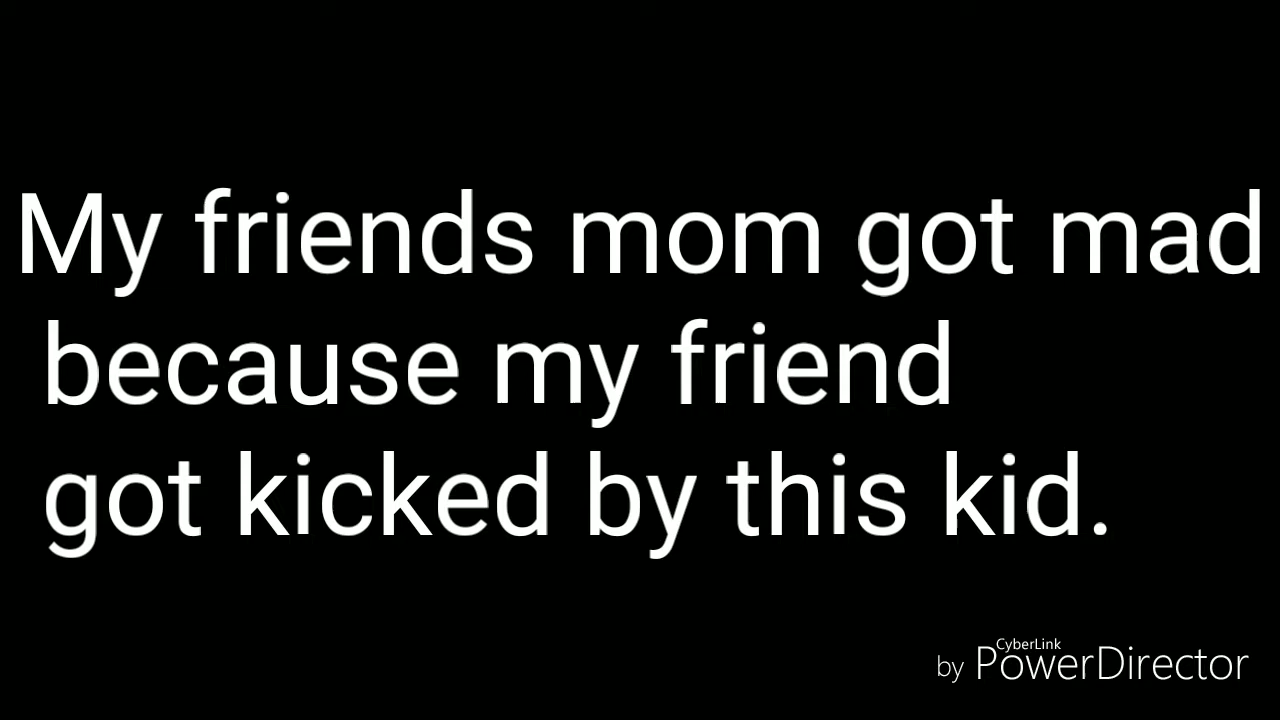 My friends mom got mad
because my friend
got kicked by this kid.
CyberLink
by PowerDirector